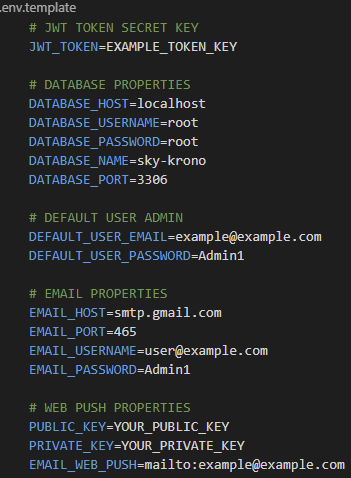 .env.template
# JWT TOKEN SECRET KEY
JWT_TOKEN=EXAMPLE_TOKEN_KEY
# DATABASE PROPERTIES
DATABASE_HOST=localhost
DATABASE_USERNAME=root
DATABASE_PASSWORD=root
DATABASE_NAME=sky-krono
DATABASE_PORT=3306
# DEFAULT USER ADMIN
DEFAULT_USER_EMAIL=example@example.com
DEFAULT_USER_PASSWORD=Admin1
# EMAIL PROPERTIES
EMAIL_HOST=smtp.gmail.com
EMAIL_PORT=465
EMAIL_USERNAME=user@example.com
EMAIL_PASSWORD=Admin1
# WEB PUSH PROPERTIES
PUBLIC_KEY=YOUR_PUBLIC_KEY
PRIVATE_KEY=YOUR_PRIVATE_KEY
EMAIL_WEB_PUSH=mailto:example@example.com